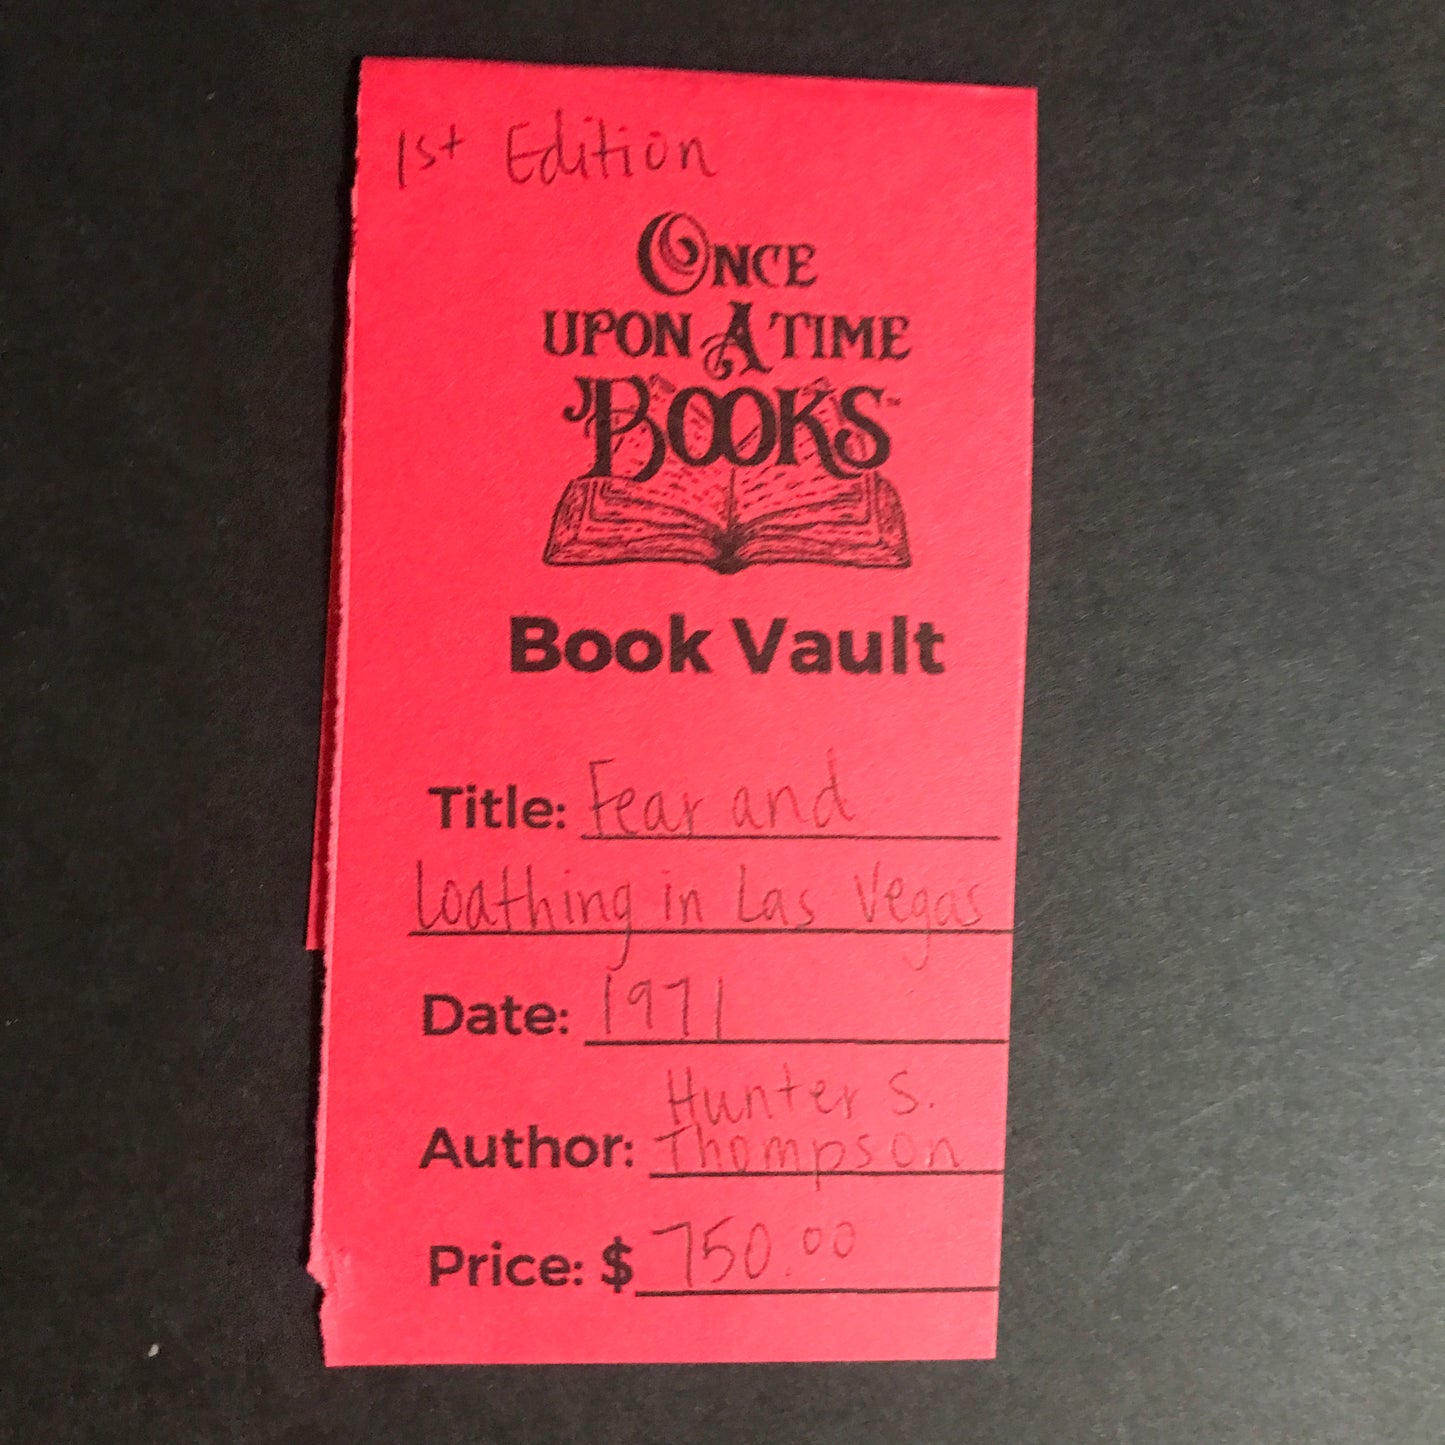 1st Edition
ONCE
UPON A TIME
BOOKS™
Book Vault
Title: Fear and
Loathing in Las Vegas
Date: 1971
Hunter S.
Author: Thompson
Price: $ 750.00